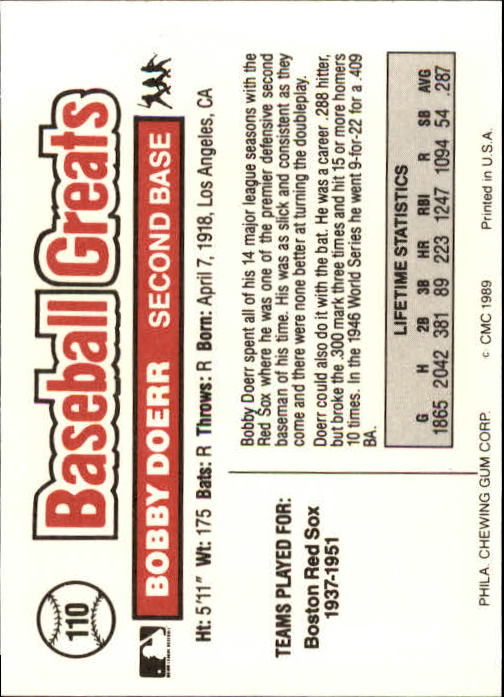 110
Baseball Greats
BOBBY DOERR SECOND BASE
Ht: 5'11" Wt: 175 Bats: R Throws: R Born: April 7, 1918, Los Angeles, CA
TEAMS PLAYED FOR:
Boston Red Sox
1937-1951
Bobby Doerr spent all of his 14 major league seasons with the
Red Sox where he was one of the premier defensive second
baseman of his time. His was as slick and consistent as they
come and there were none better at turning the doubleplay.
Doerr could also do it with the bat. He was a career .288 hitter,
but broke the .300 mark three times and hit 15 or more homers
10 times. In the 1946 World Series he went 9-for-22 for a .409
BA.
LIFETIME STATISTICS
G H 2B 3B HR RBI R SB AVG
1865 2042 381 89 223 1247 1094 54 .287
PHILA. CHEWING GUM CORP. © CMC 1989 Printed in U.S.A.